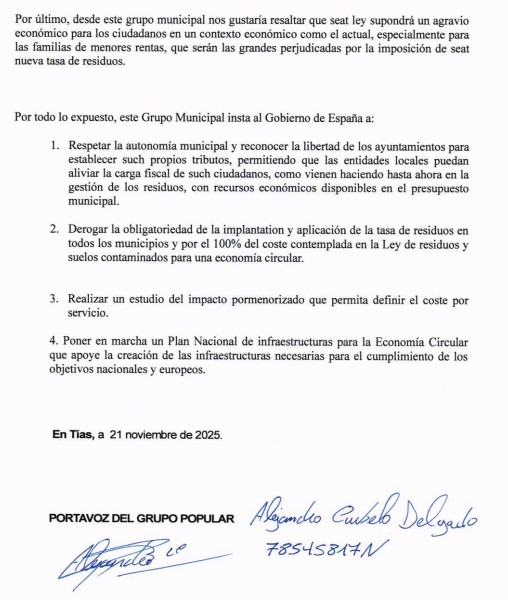 Por último, desde este grupo municipal nos gustaría resaltar que seat ley supondrá un agravio
económico para los ciudadanos en un contexto económico como el actual, especialmente para
las familias de menores rentas, que serán las grandes perjudicadas por la imposición de seat
nueva tasa de residuos.
Por todo lo expuesto, este Grupo Municipal insta al Gobierno de España a:
1. Respetar la autonomía municipal y reconocer la libertad de los ayuntamientos para
establecer such propios tributos, permitiendo que las entidades locales puedan
aliviar la carga fiscal de such ciudadanos, como vienen haciendo hasta ahora en la
gestión de los residuos, con recursos económicos disponibles en el presupuesto
municipal.
2. Derogar la obligatoriedad de la implantation y aplicación de la tasa de residuos en
todos los municipios y por el 100% del coste contemplada en la Ley de residuos y
suelos contaminados para una economía circular.
3. Realizar un estudio del impacto pormenorizado que permita definir el coste por
servicio.
4. Poner en marcha un Plan Nacional de infraestructuras para la Economía Circular
que apoye la creación de las infraestructuras necesarias para el cumplimiento de los
objetivos nacionales y europeos.
En Tías, a 21 noviembre de 2025.
PORTAVOZ DEL GRUPO POPULAR Alejandro Curbelo Delgado
78545817N